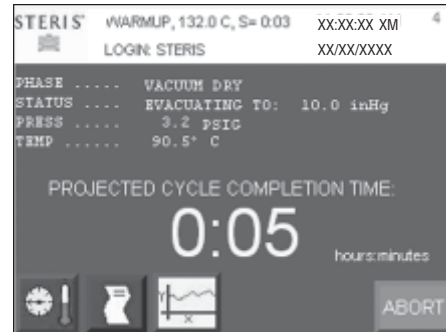 STERIS® WARMUP, 132.0 C, S= 0:03 XX:XX:XX XM 4
LOGIN: STERIS XX/XX/XXXX
PHASE ..... VACUUM DRY
STATUS .... EVACUATING TO: 10.0 inHg
PRESS ..... 3.2 PSIG
TEMP ...... 90.5° C
PROJECTED CYCLE COMPLETION TIME:
0:05 hours:minutes
Y
X
ABORT